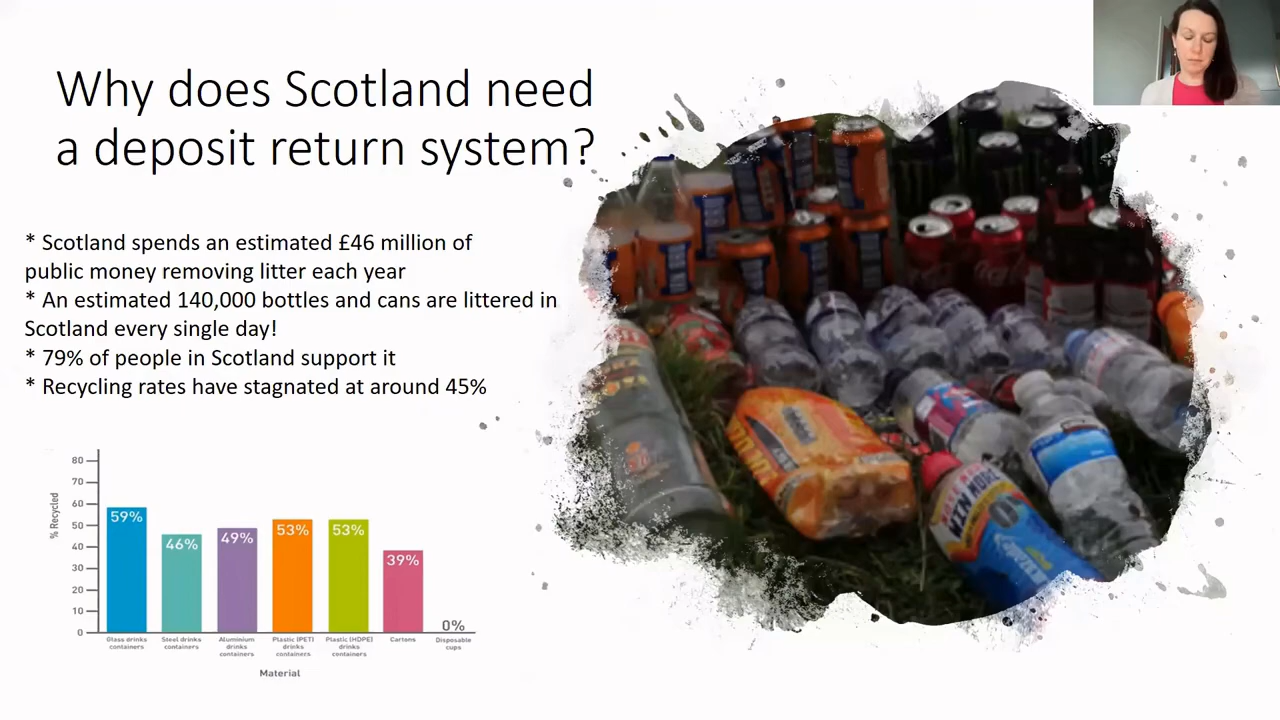 Why does Scotland need
a deposit return system?
* Scotland spends an estimated £46 million of
public money removing litter each year
* An estimated 140,000 bottles and cans are littered in
Scotland every single day!
* 79% of people in Scotland support it
* Recycling rates have stagnated at around 45%
% Recycled
80
70
60
50
40
30
20
10
0
59%
46%
49%
53%
53%
39%
0%
Glass drinks
containers
Steel drinks
containers
Aluminium
drinks
containers
Plastic (PET)
drinks
containers
Plastic (HDPE)
drinks
containers
Cartons
Disposable
cups
Material